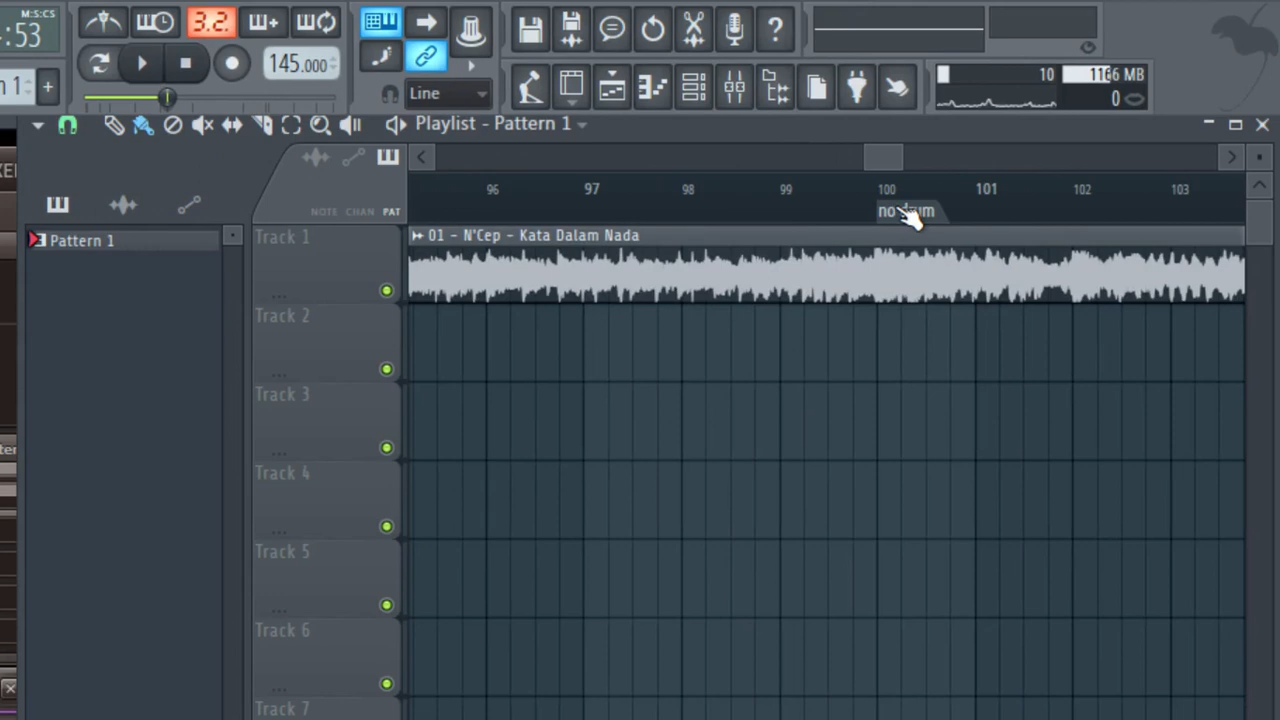 M:S:CS
:53
3.2.
145.000
n 1
Line
10
1166 MB
0
Playlist - Pattern 1
96 97 98 99 100 101 102 103
NOTE CHAN PAT
Pattern 1
Track 1
01 - N'Cep - Kata Dalam Nada
Track 2
Track 3
Track 4
Track 5
Track 6
Track 7